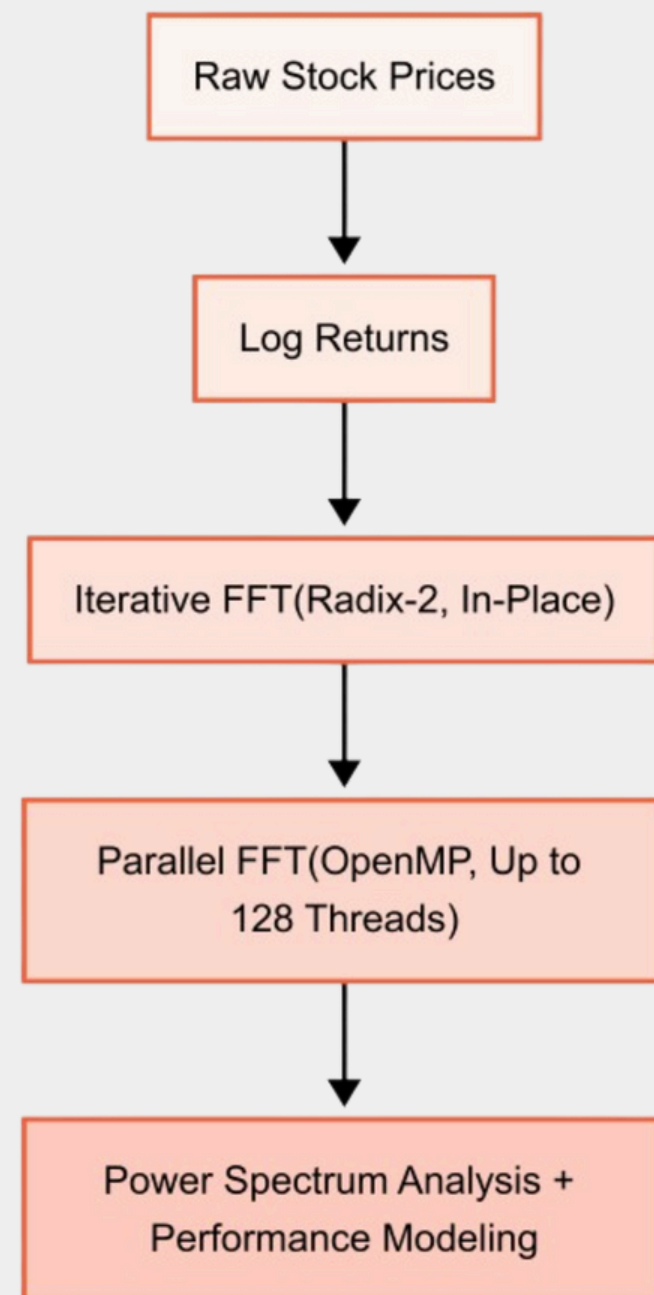 Raw Stock Prices
Log Returns
Iterative FFT(Radix-2, In-Place)
Parallel FFT(OpenMP, Up to
128 Threads)
Power Spectrum Analysis +
Performance Modeling